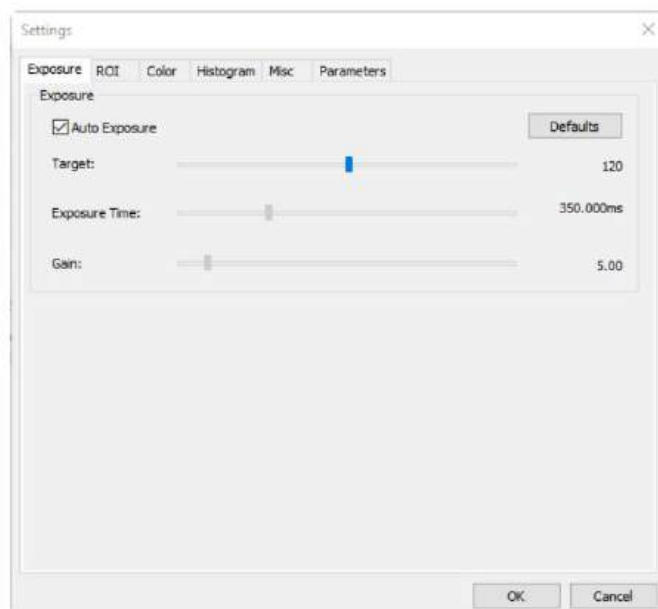 Settings
Exposure ROI Color Histogram Misc Parameters
Exposure
Auto Exposure Defaults
Target: 120
Exposure Time: 350.000ms
Gain: 5.00
OK Cancel